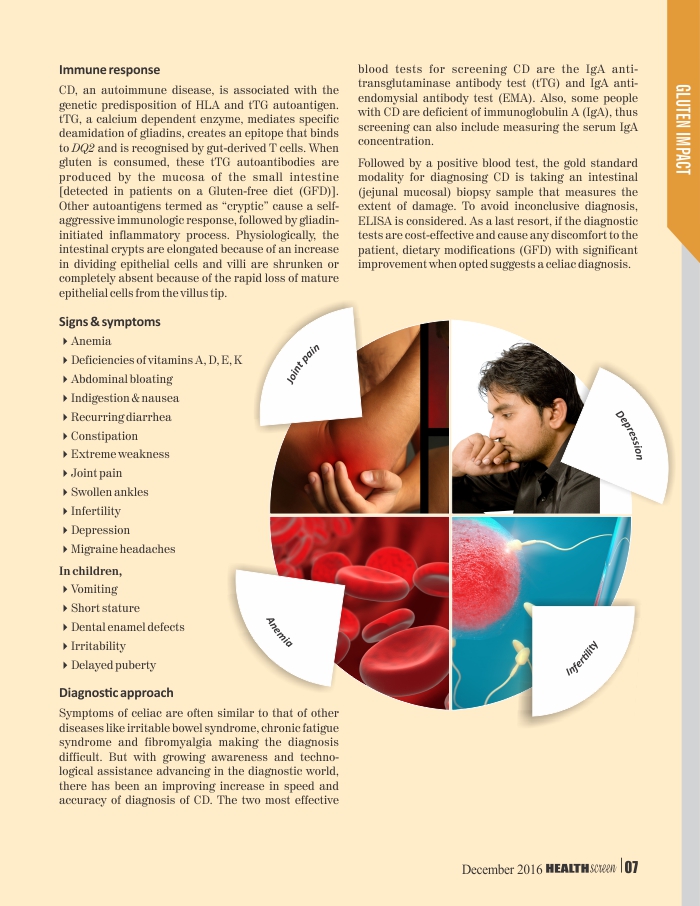 Immune response
CD, an autoimmune disease, is associated with the
genetic predisposition of HLA and tTG autoantigen.
tTG, a calcium dependent enzyme, mediates specific
deamidation of gliadins, creates an epitope that binds
to DQ2 and is recognised by gut-derived T cells. When
gluten is consumed, these tTG autoantibodies are
produced by the mucosa of the small intestine
[detected in patients on a Gluten-free diet (GFD)].
Other autoantigens termed as “cryptic” cause a self-
aggressive immunologic response, followed by gliadin-
initiated inflammatory process. Physiologically, the
intestinal crypts are elongated because of an increase
in dividing epithelial cells and villi are shrunken or
completely absent because of the rapid loss of mature
epithelial cells from the villus tip.
Signs & symptoms
Anemia
Deficiencies of vitamins A, D, E, K
Abdominal bloating
Indigestion & nausea
Recurring diarrhea
Constipation
Extreme weakness
Joint pain
Swollen ankles
Infertility
Depression
Migraine headaches
In children,
Vomiting
Short stature
Dental enamel defects
Irritability
Delayed puberty
Diagnostic approach
Symptoms of celiac are often similar to that of other
diseases like irritable bowel syndrome, chronic fatigue
syndrome and fibromyalgia making the diagnosis
difficult. But with growing awareness and techno-
logical assistance advancing in the diagnostic world,
there has been an improving increase in speed and
accuracy of diagnosis of CD. The two most effective
blood tests for screening CD are the IgA anti-
transglutaminase antibody test (tTG) and IgA anti-
endomysial antibody test (EMA). Also, some people
with CD are deficient of immunoglobulin A (IgA), thus
screening can also include measuring the serum IgA
concentration.
Followed by a positive blood test, the gold standard
modality for diagnosing CD is taking an intestinal
(jejunal mucosal) biopsy sample that measures the
extent of damage. To avoid inconclusive diagnosis,
ELISA is considered. As a last resort, if the diagnostic
tests are cost-effective and cause any discomfort to the
patient, dietary modifications (GFD) with significant
improvement when opted suggests a celiac diagnosis.
Joint pain
Depression
Anemia
Infertility
GLUTEN IMPACT
December 2016 HEALTHscreen | 07